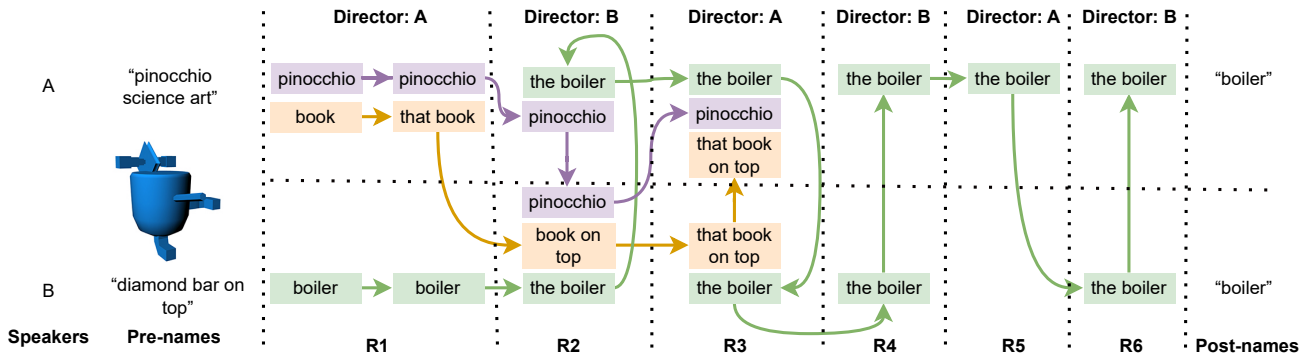 Director: A Director: B Director: A Director: B Director: A Director: B
A
“pinocchio
science art”
pinocchio pinocchio the boiler the boiler the boiler the boiler the boiler
“boiler”
book that book pinocchio pinocchio
that book
on top
pinocchio
book on
top
that book
on top
B
“diamond bar on
top”
boiler boiler the boiler the boiler the boiler the boiler
“boiler”
Speakers Pre-names R1 R2 R3 R4 R5 R6 Post-names